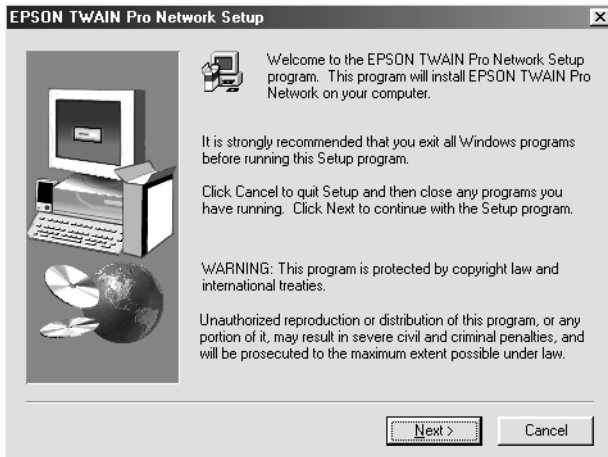 EPSON TWAIN Pro Network Setup
Welcome to the EPSON TWAIN Pro Network Setup
program. This program will install EPSON TWAIN Pro
Network on your computer.
It is strongly recommended that you exit all Windows programs
before running this Setup program.
Click Cancel to quit Setup and then close any programs you
have running. Click Next to continue with the Setup program.
WARNING: This program is protected by copyright law and
international treaties.
Unauthorized reproduction or distribution of this program, or any
portion of it, may result in severe civil and criminal penalties, and
will be prosecuted to the maximum extent possible under law.
Next >
Cancel